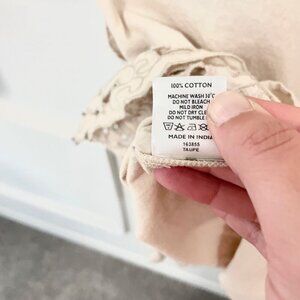 100% COTTON
MACHINE WASH 30°C
DO NOT BLEACH
MILD IRON
DO NOT DRY CLEAN
DO NOT TUMBLE
MADE IN INDIA
163855
TAUPE